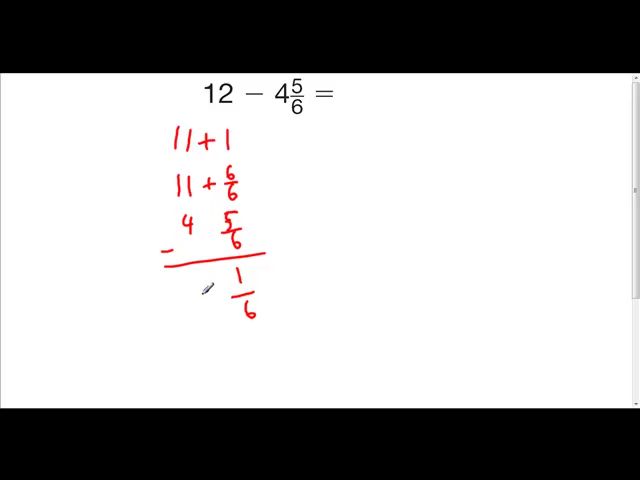 12 − 4 5/6 =
11 + 1
11 + 6/6
4 5/6
−
1/6